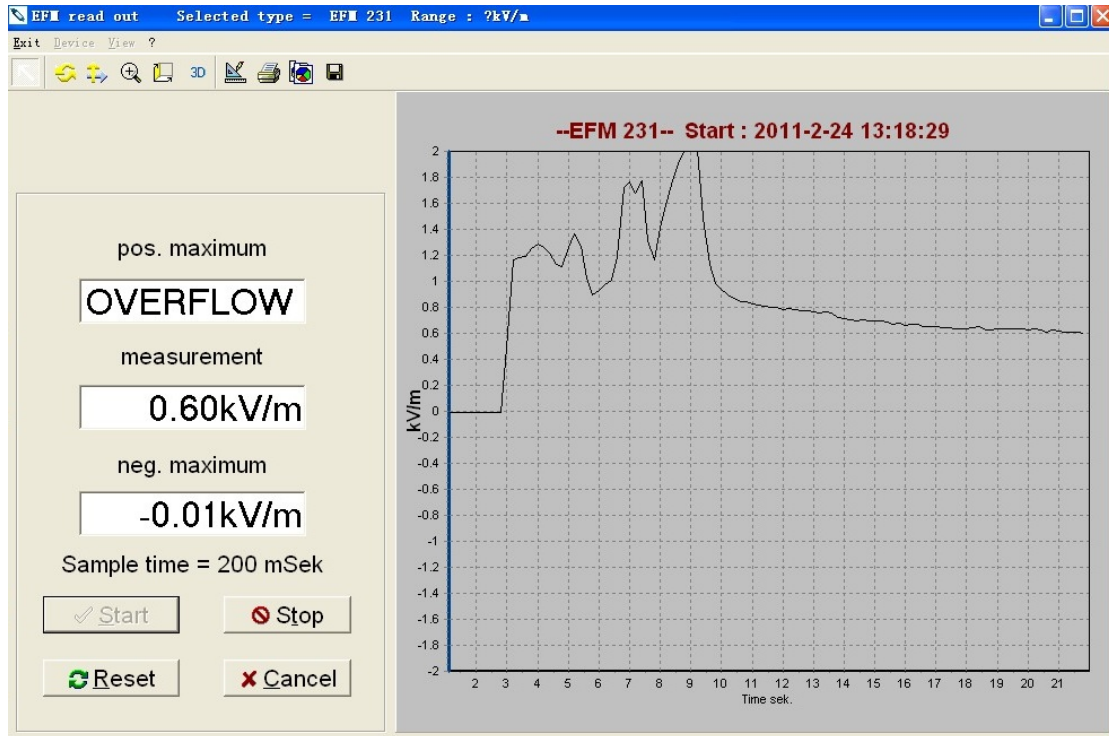 EFM read out Selected type = EFM 231 Range : ?kV/m
Exit Device View ?
3D
pos. maximum
OVERFLOW
measurement
0.60kV/m
neg. maximum
-0.01kV/m
Sample time = 200 mSek
Start
Stop
Reset
Cancel
--EFM 231-- Start : 2011-2-24 13:18:29
2
1.8
1.6
1.4
1.2
1
0.8
0.6
0.4
0.2
0
-0.2
-0.4
-0.6
-0.8
-1
-1.2
-1.4
-1.6
-1.8
-2
kV/m
2 3 4 5 6 7 8 9 10 11 12 13 14 15 16 17 18 19 20 21
Time sek.